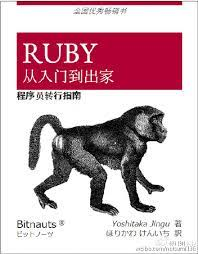 全国优秀畅销书
RUBY
从入门到出家
程序员转行指南
Bitnauts ®
ビットノーツ
Yoshitaka Jingu 著
ほりかわ けんいち 訳